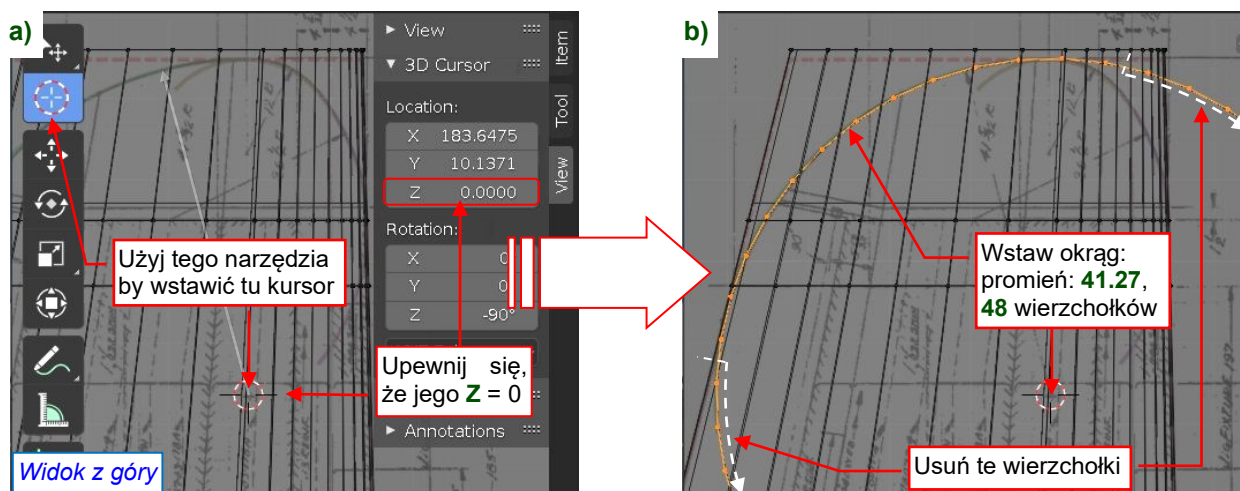 a)
View
3D Cursor
Location:
X 183.6475
Y 10.1371
Z 0.0000
Rotation:
X 0
Y 0
Z -90°
Annotations
Item
Tool
View
Użyj tego narzędzia
by wstawić tu kursor
Upewnij się,
że jego Z = 0
Widok z góry
b)
Wstaw okrąg:
promień: 41.27,
48 wierzchołków
Usuń te wierzchołki